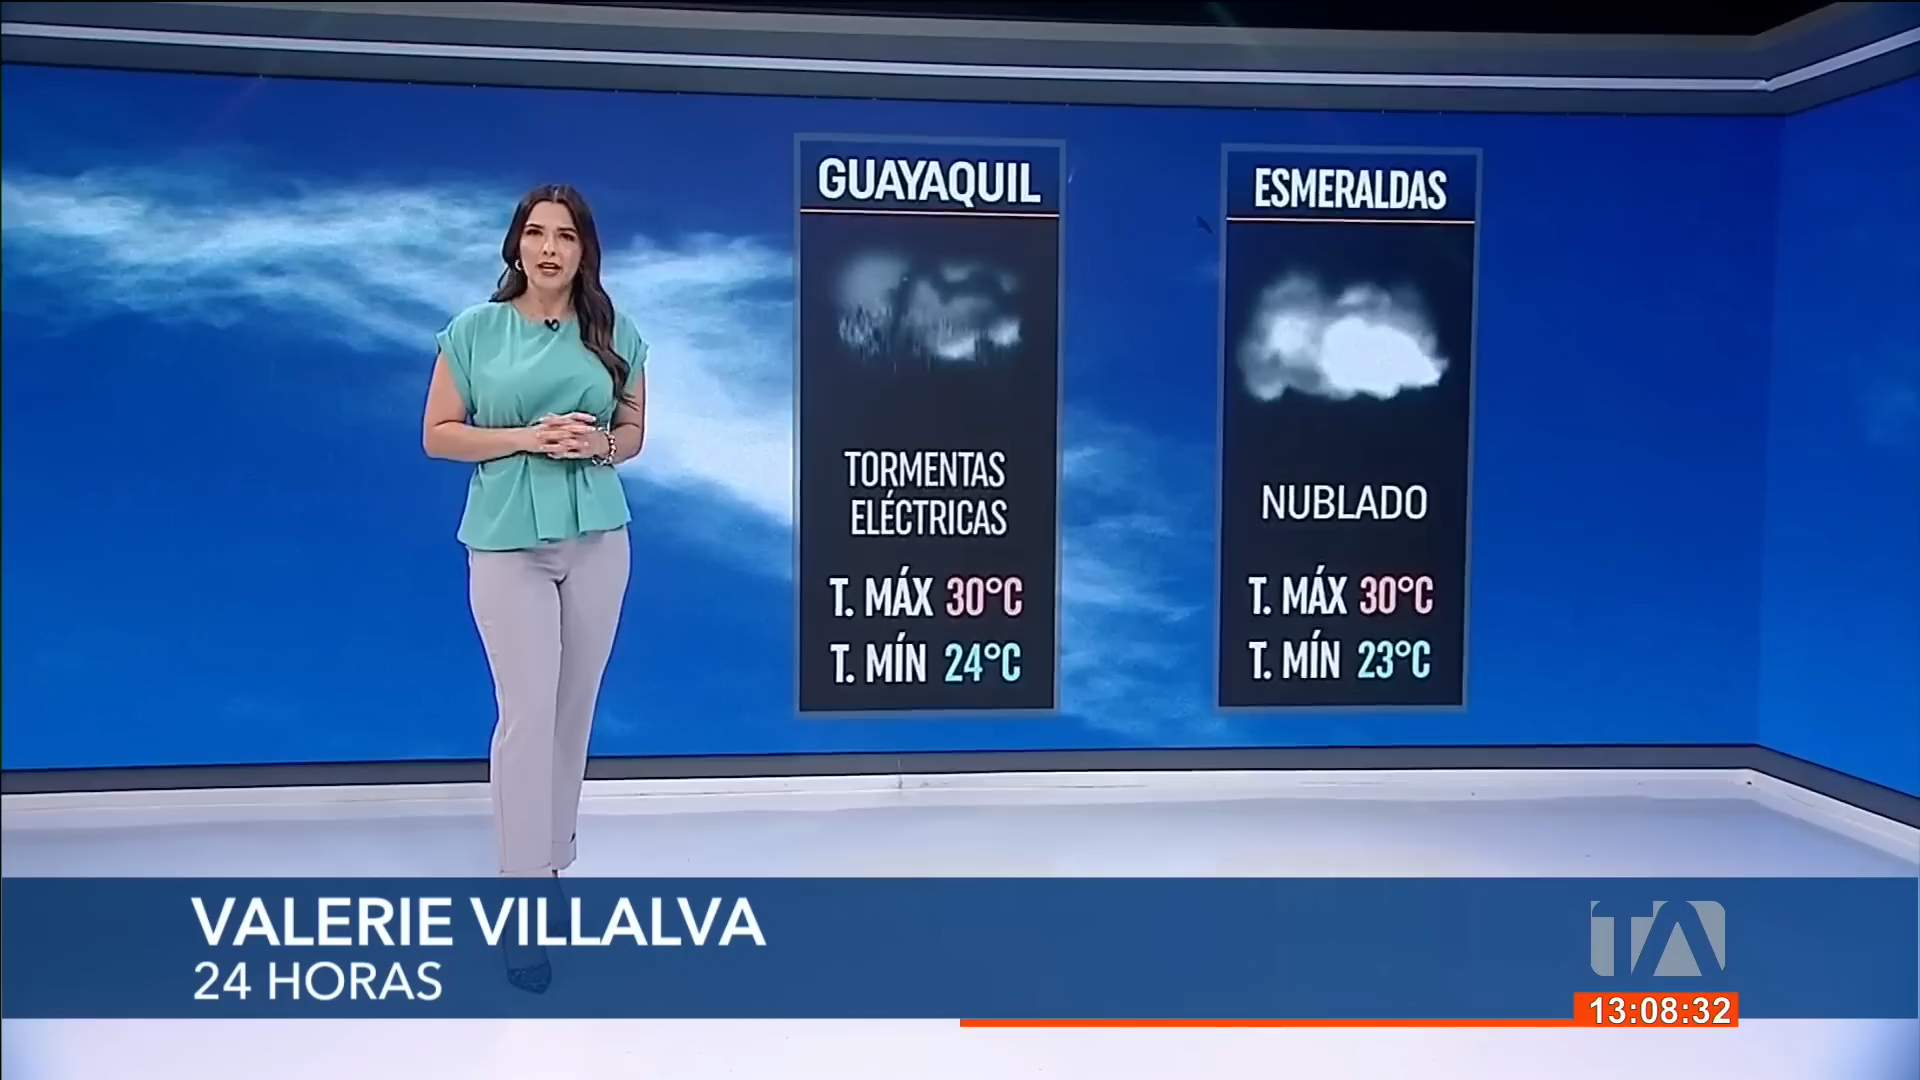 GUAYAQUIL
TORMENTAS
ELÉCTRICAS
T. MÁX 30°C
T. MÍN 24°C
ESMERALDAS
NUBLADO
T. MÁX 30°C
T. MÍN 23°C
VALERIE VILLALVA
24 HORAS
TA
13:08:32